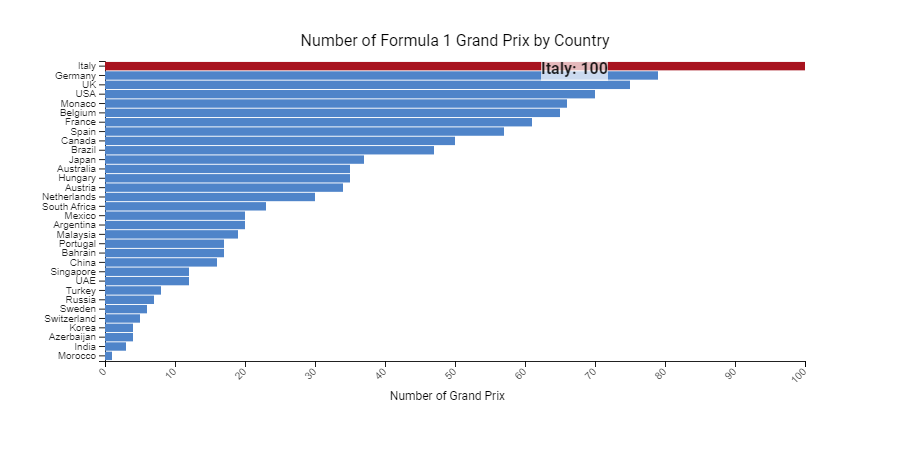 Number of Formula 1 Grand Prix by Country
Italy
Italy: 100
Germany
UK
USA
Monaco
Belgium
France
Spain
Canada
Brazil
Japan
Australia
Hungary
Austria
Netherlands
South Africa
Mexico
Argentina
Malaysia
Portugal
Bahrain
China
Singapore
UAE
Turkey
Russia
Sweden
Switzerland
Korea
Azerbaijan
India
Morocco
0 10 20 30 40 50 60 70 80 90 100
Number of Grand Prix